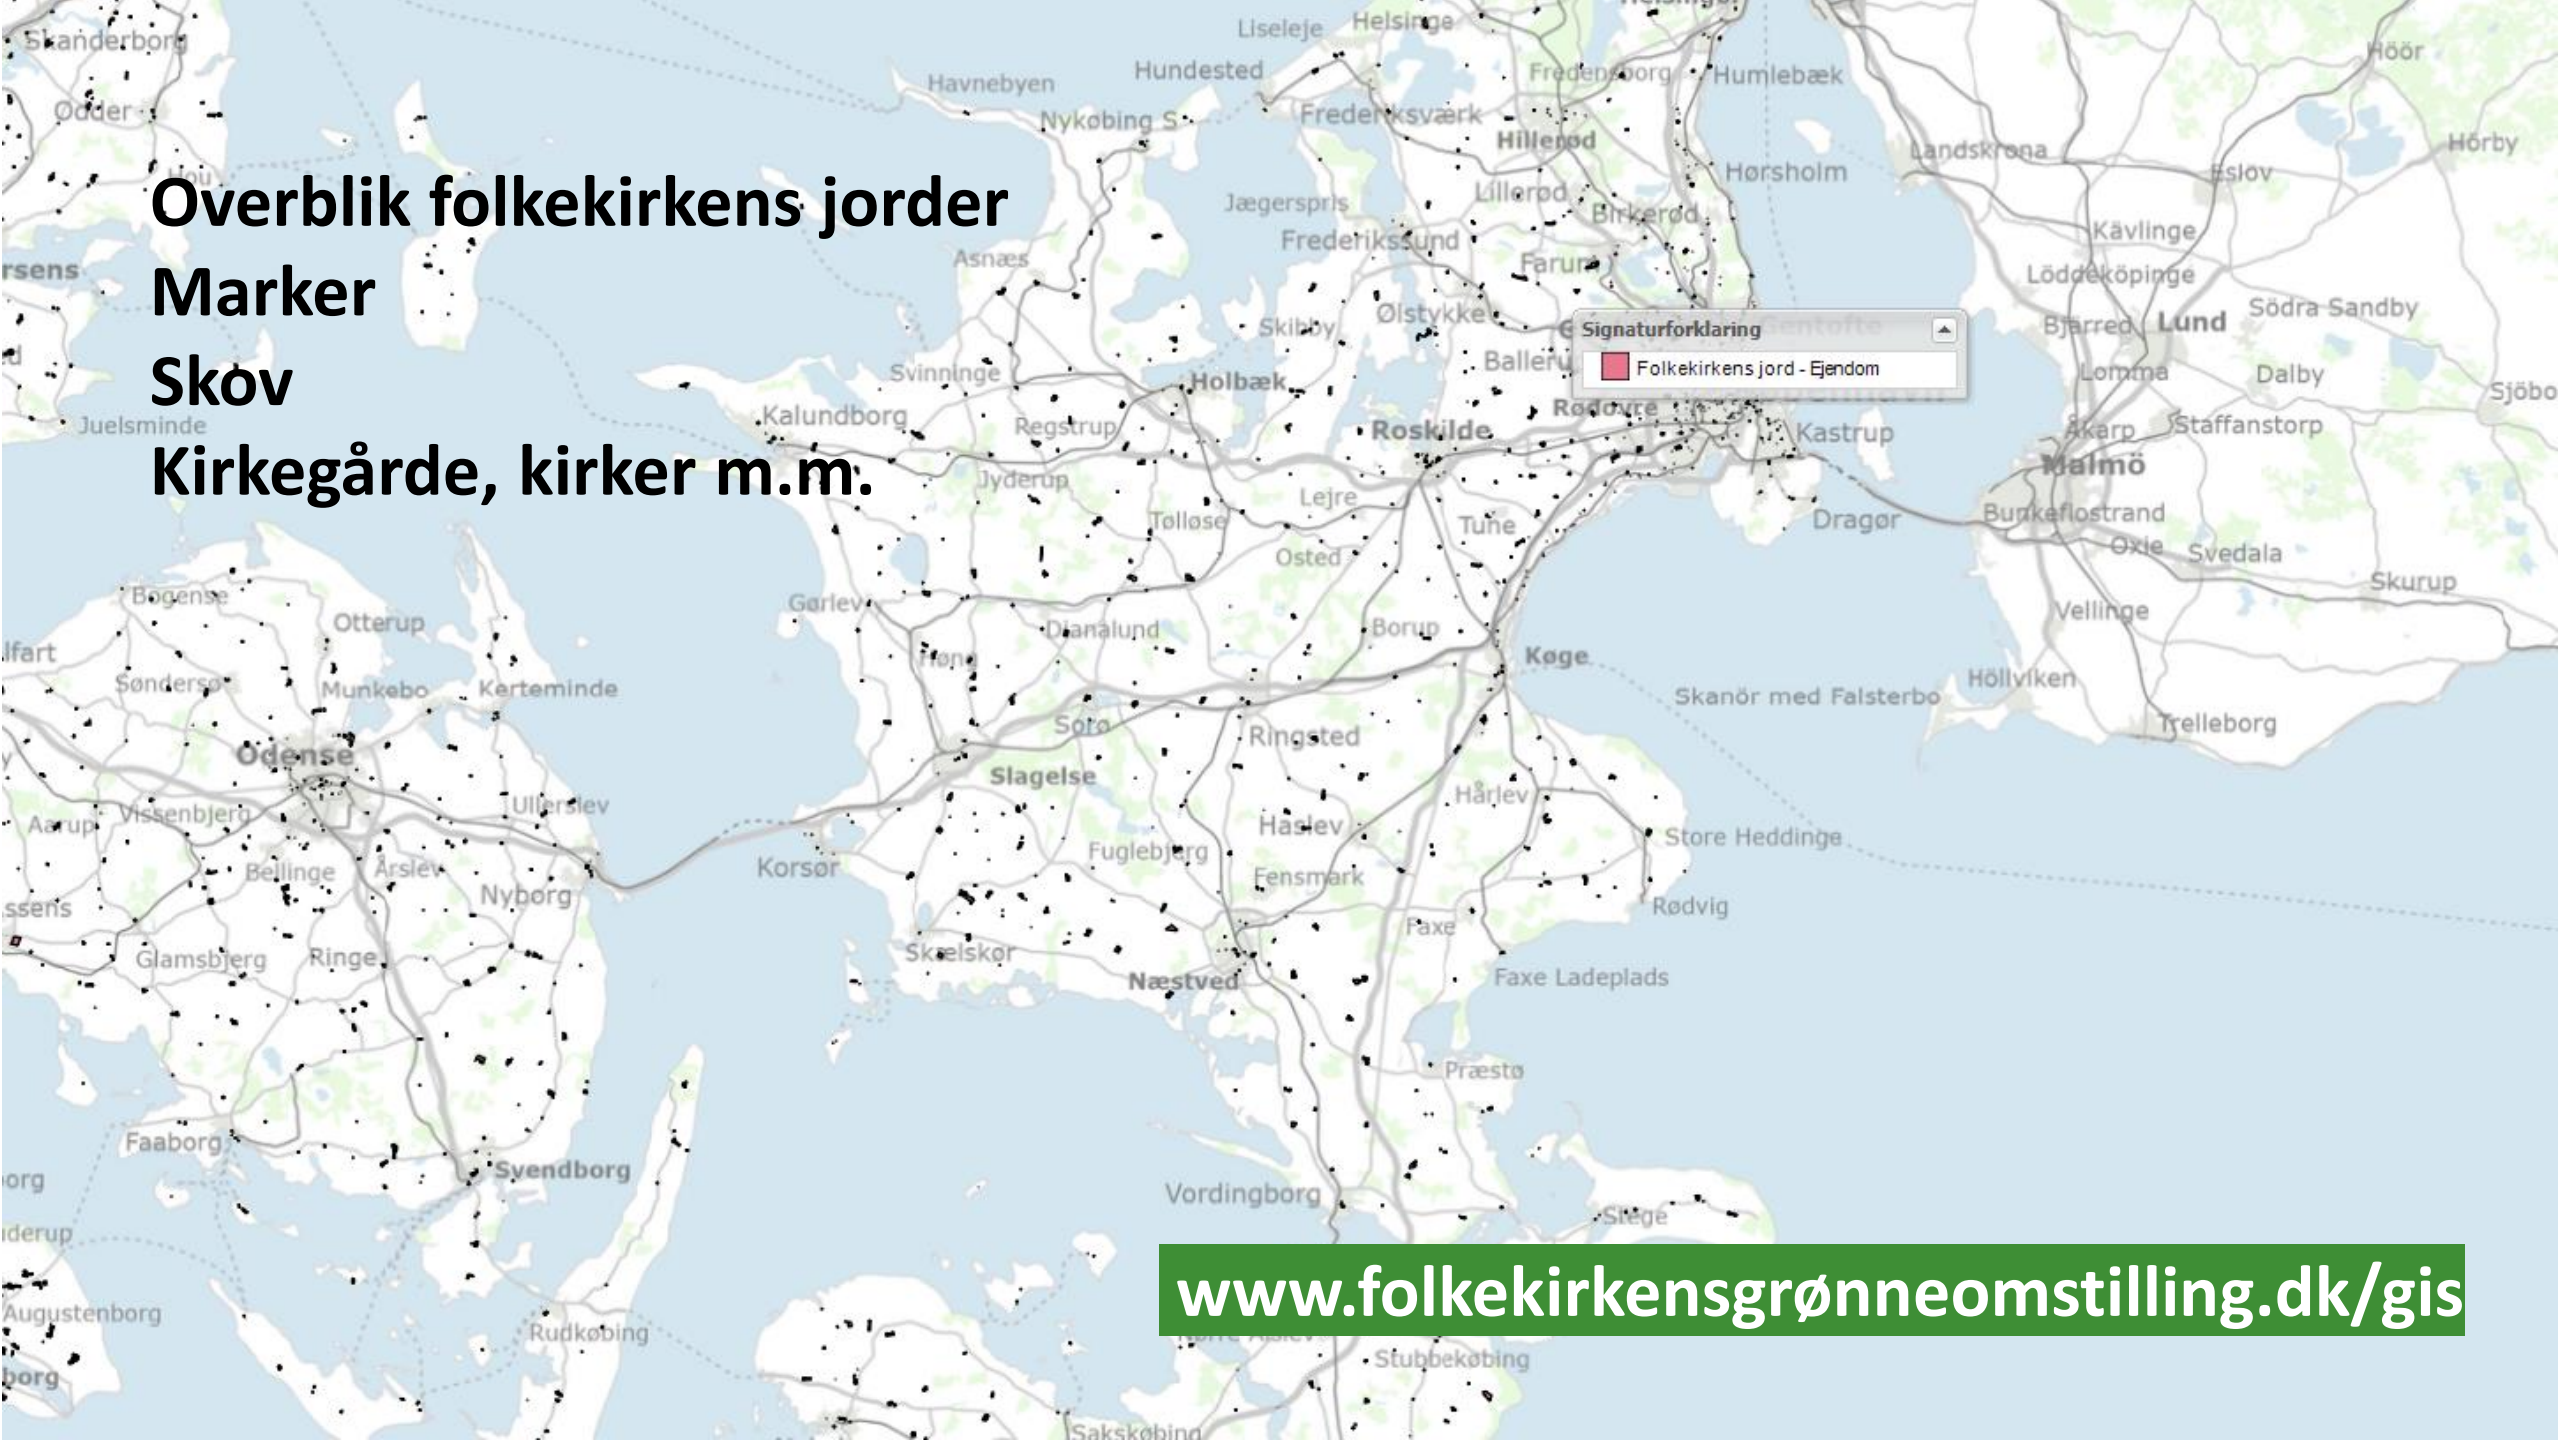 Overblik folkekirkens jorder
Marker
Skov
Kirkegårde, kirker m.m.
Signaturforklaring
Folkekirkens jord - Ejendom
www.folkekirkensgrønneomstilling.dk/gis
Skanderborg
Odder
Hou
Juelsminde
Liseleje
Helsinge
Hundested
Havnebyen
Nykøbing S
Frederiksværk
Fredensborg
Humlebæk
Hillerød
Hørsholm
Lillerød
Birkerød
Jægerspris
Frederikssund
Farum
Asnæs
Ølstykke
Skibby
Gentofte
Svinninge
Holbæk
Kalundborg
Regstrup
Roskilde
Rødovre
Kastrup
Jyderup
Lejre
Tølløse
Tune
Osted
Dragør
Gørlev
Dianalund
Borup
Høng
Køge
Sorø
Ringsted
Slagelse
Hårlev
Haslev
Store Heddinge
Fuglebjerg
Fensmark
Korsør
Rødvig
Faxe
Skælskør
Næstved
Faxe Ladeplads
Præstø
Vordingborg
Stege
Stubbekøbing
Sakskøbing
Bogense
Otterup
Søndersø
Munkebo
Kerteminde
Odense
Ullerslev
Vissenbjerg
Aarup
Bellinge
Årslev
Nyborg
Glamsbjerg
Ringe
Faaborg
Svendborg
Rudkøbing
Augustenborg
Höör
Hörby
Landskrona
Eslöv
Kävlinge
Löddeköpinge
Södra Sandby
Bjärred
Lund
Lomma
Dalby
Sjöbo
Åkarp
Staffanstorp
Malmö
Bunkeflostrand
Oxie
Svedala
Skurup
Vellinge
Höllviken
Skanör med Falsterbo
Trelleborg